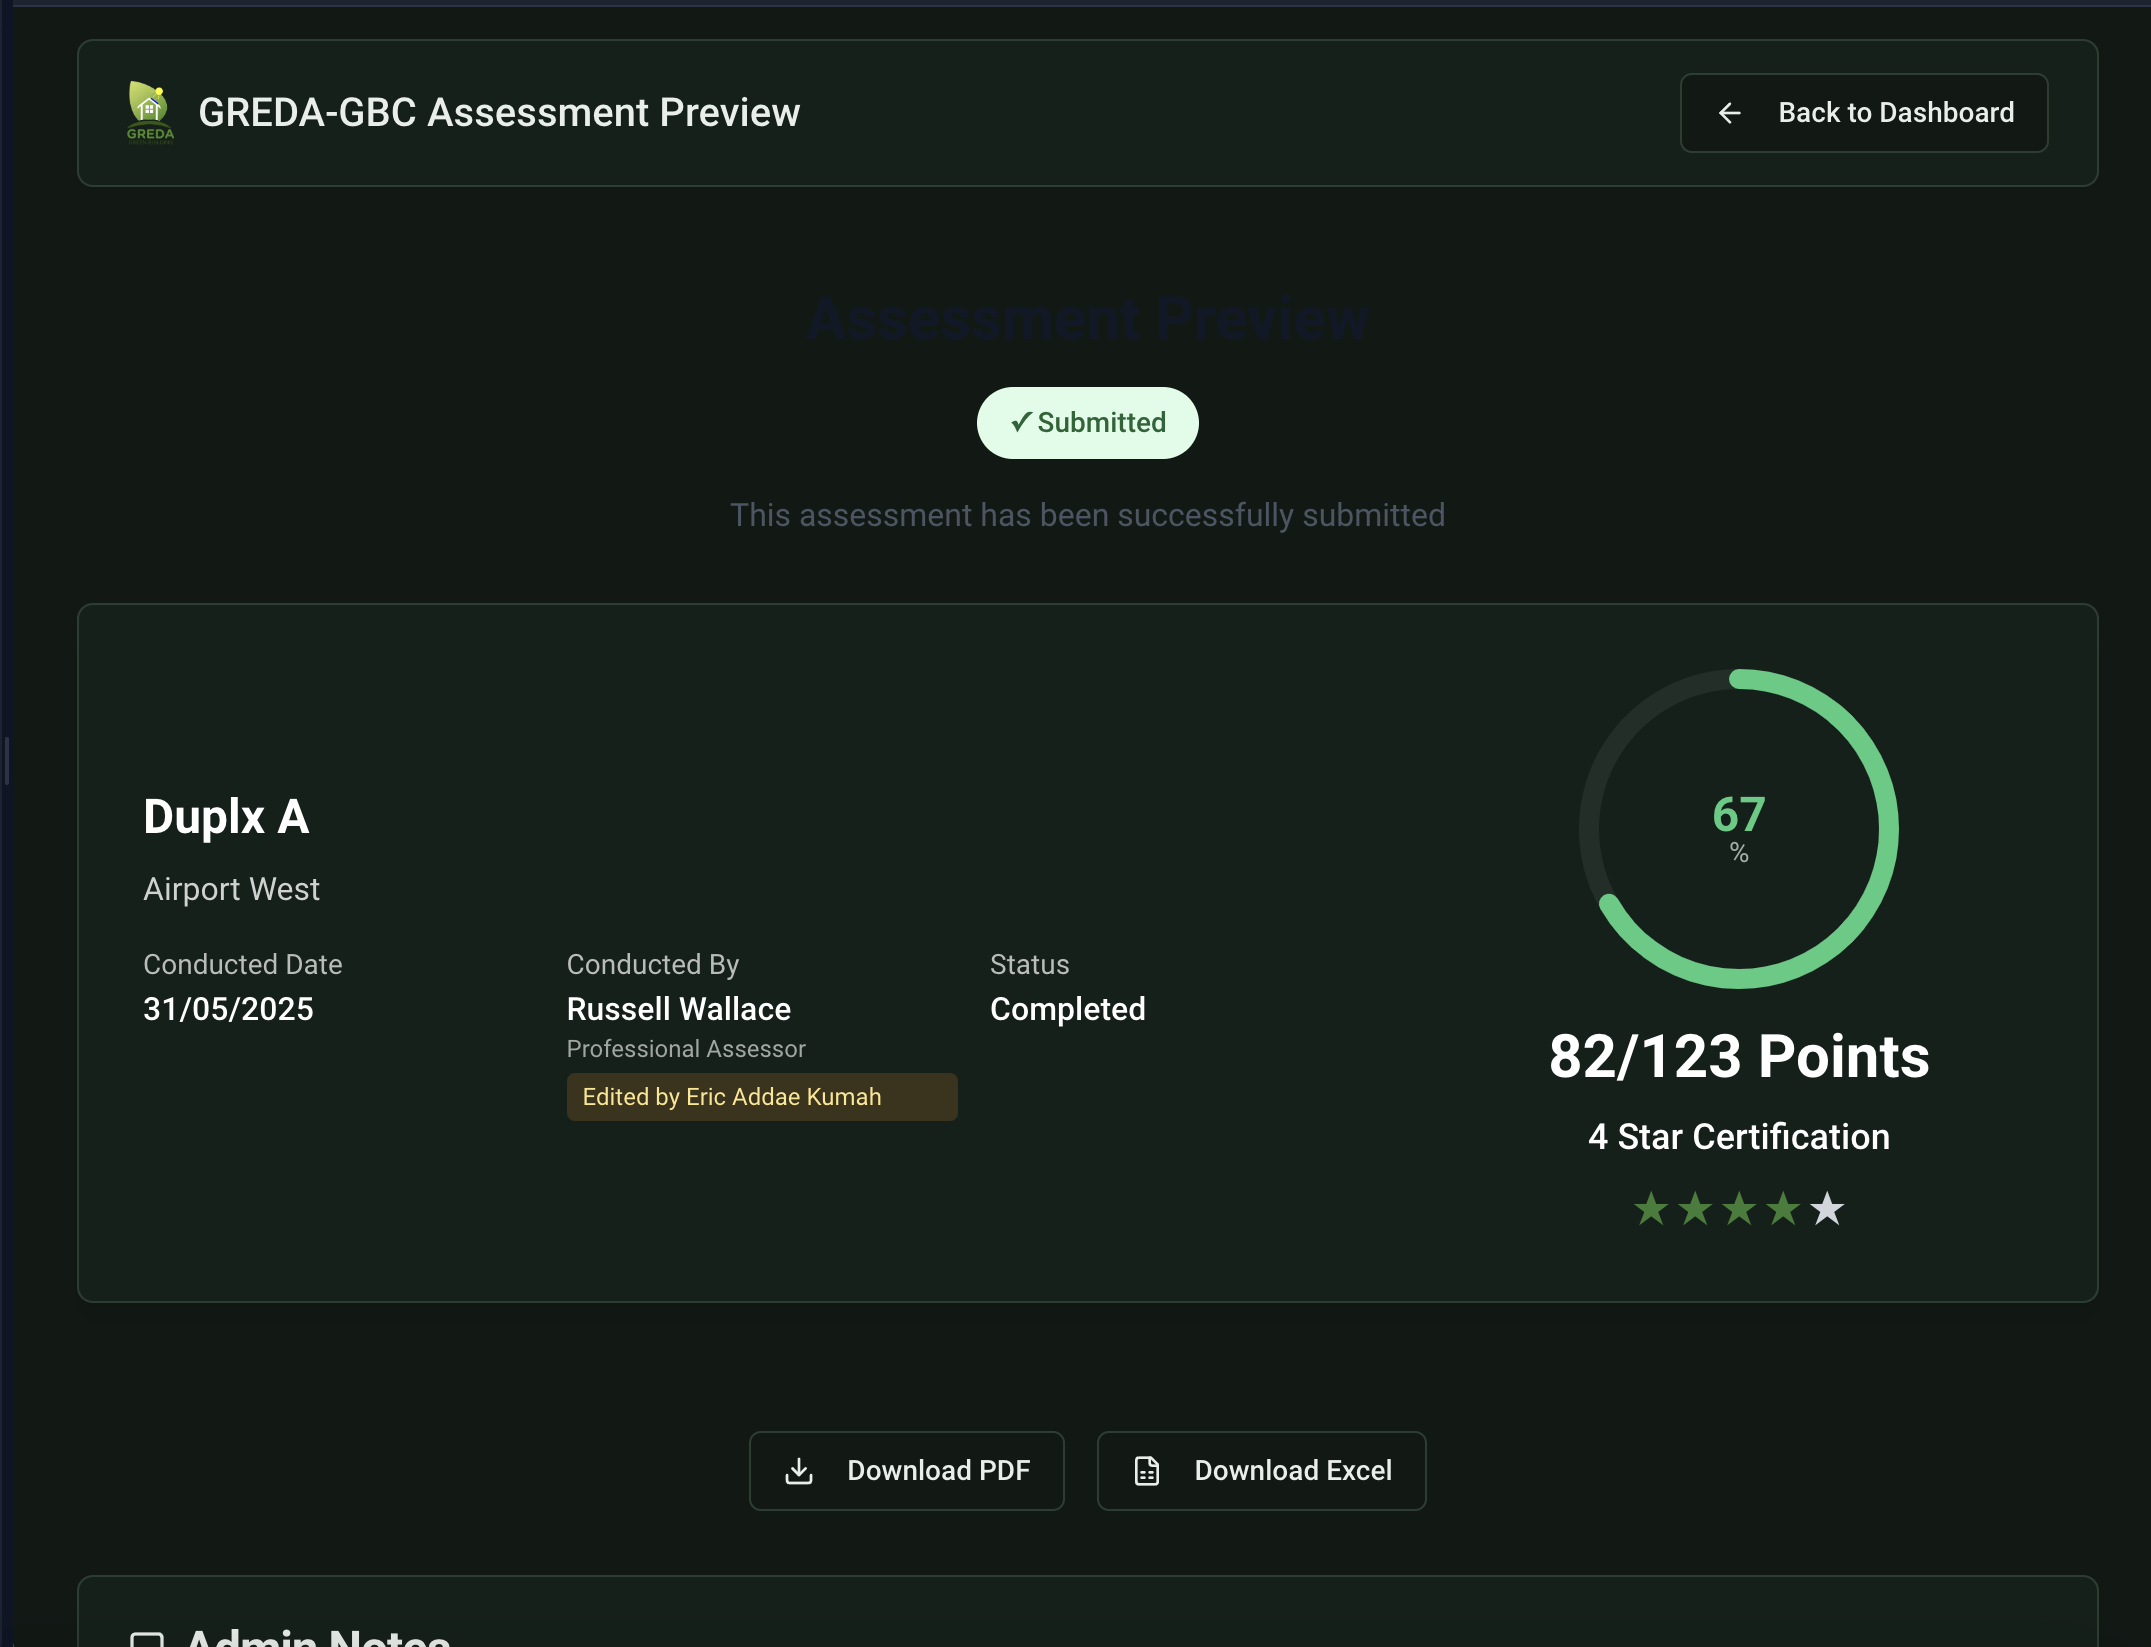 GREDA
GREDA-GBC Assessment Preview
Back to Dashboard
Assessment Preview
✓ Submitted
This assessment has been successfully submitted
Duplx A
Airport West
Conducted Date
31/05/2025
Conducted By
Russell Wallace
Professional Assessor
Edited by Eric Addae Kumah
Status
Completed
67
%
82/123 Points
4 Star Certification
Download PDF
Download Excel
Admin Notes